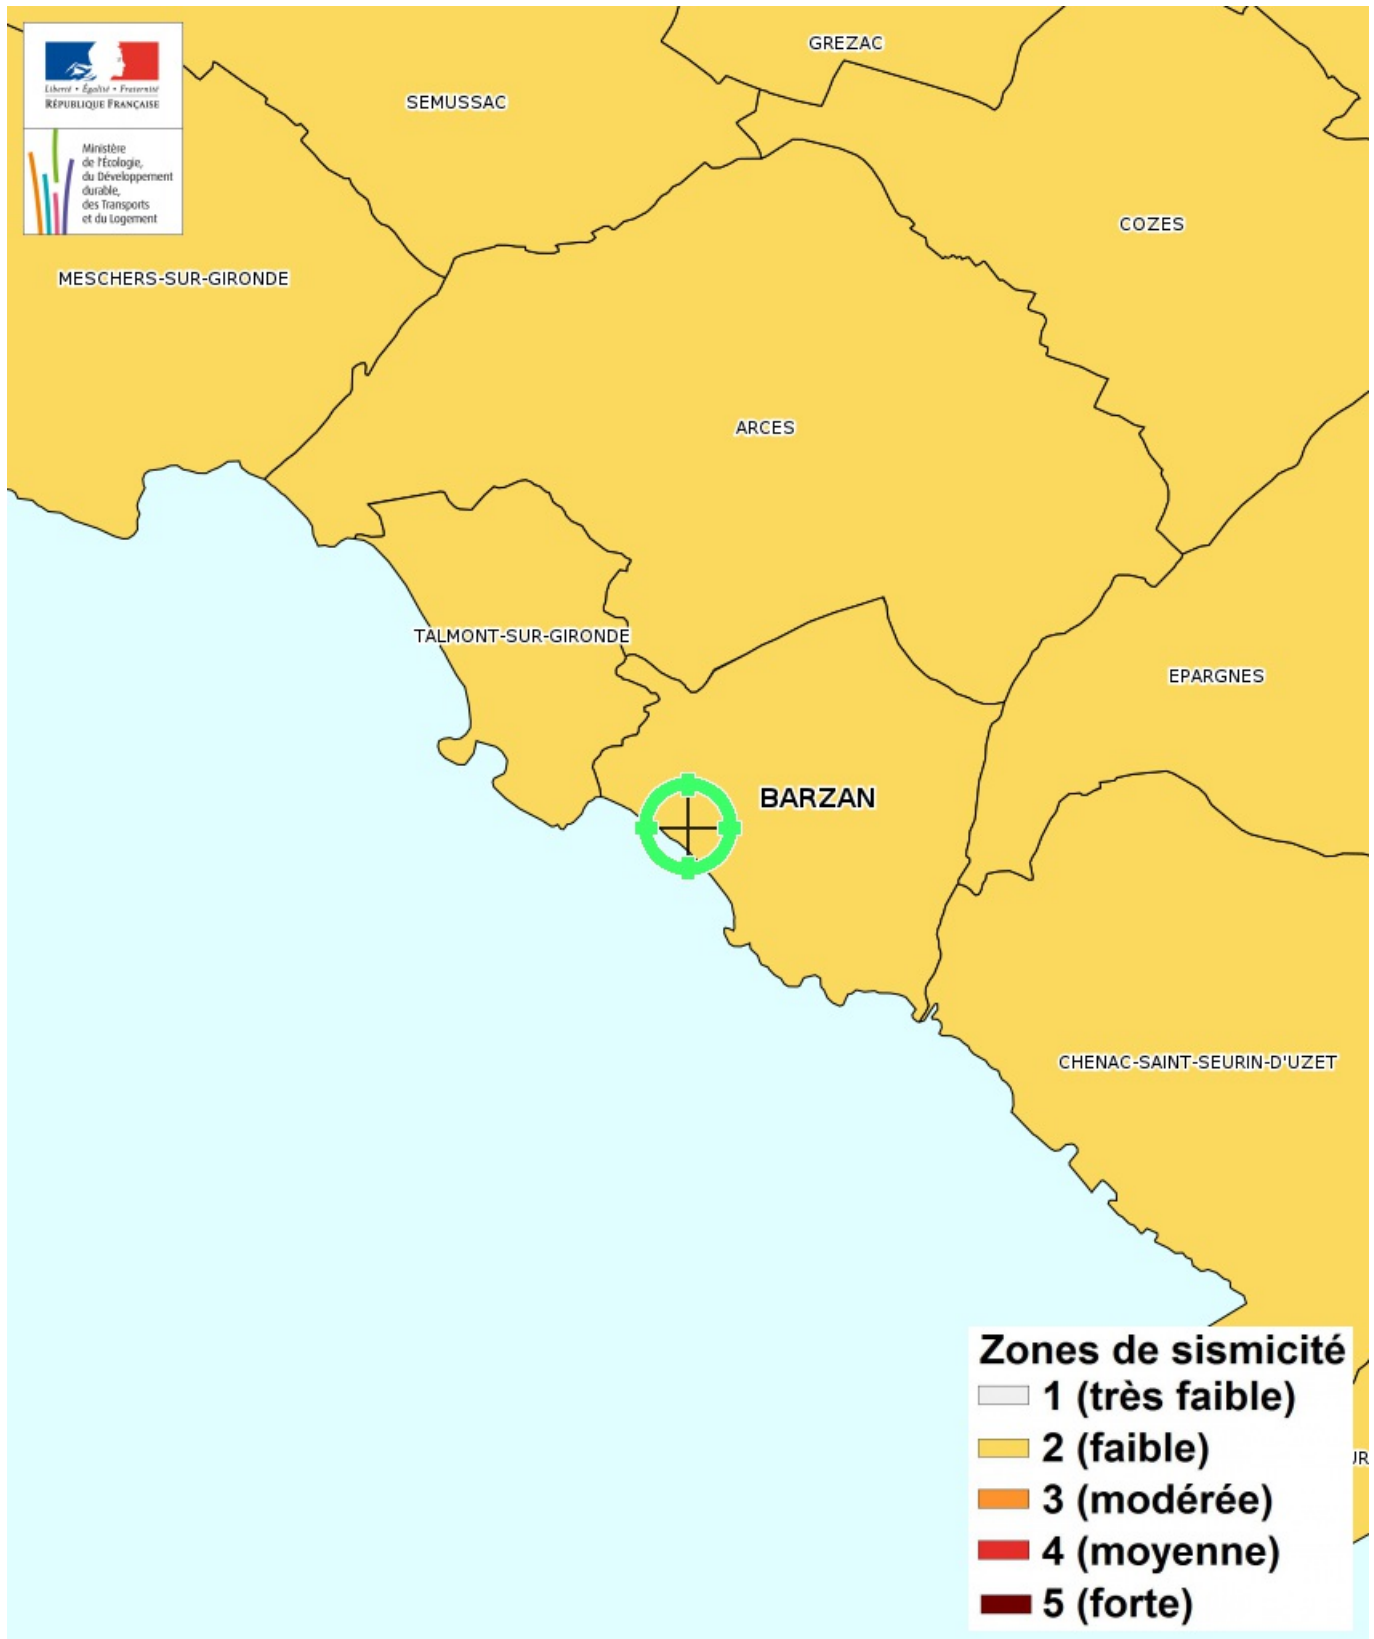 Liberté • Égalité • Fraternité
RÉPUBLIQUE FRANÇAISE
Ministère
de l'Écologie,
du Développement
durable,
des Transports
et du Logement
GREZAC
SEMUSSAC
COZES
MESCHERS-SUR-GIRONDE
ARCES
TALMONT-SUR-GIRONDE
EPARGNES
BARZAN
CHENAC-SAINT-SEURIN-D'UZET
Zones de sismicité
1 (très faible)
2 (faible)
3 (modérée)
4 (moyenne)
5 (forte)